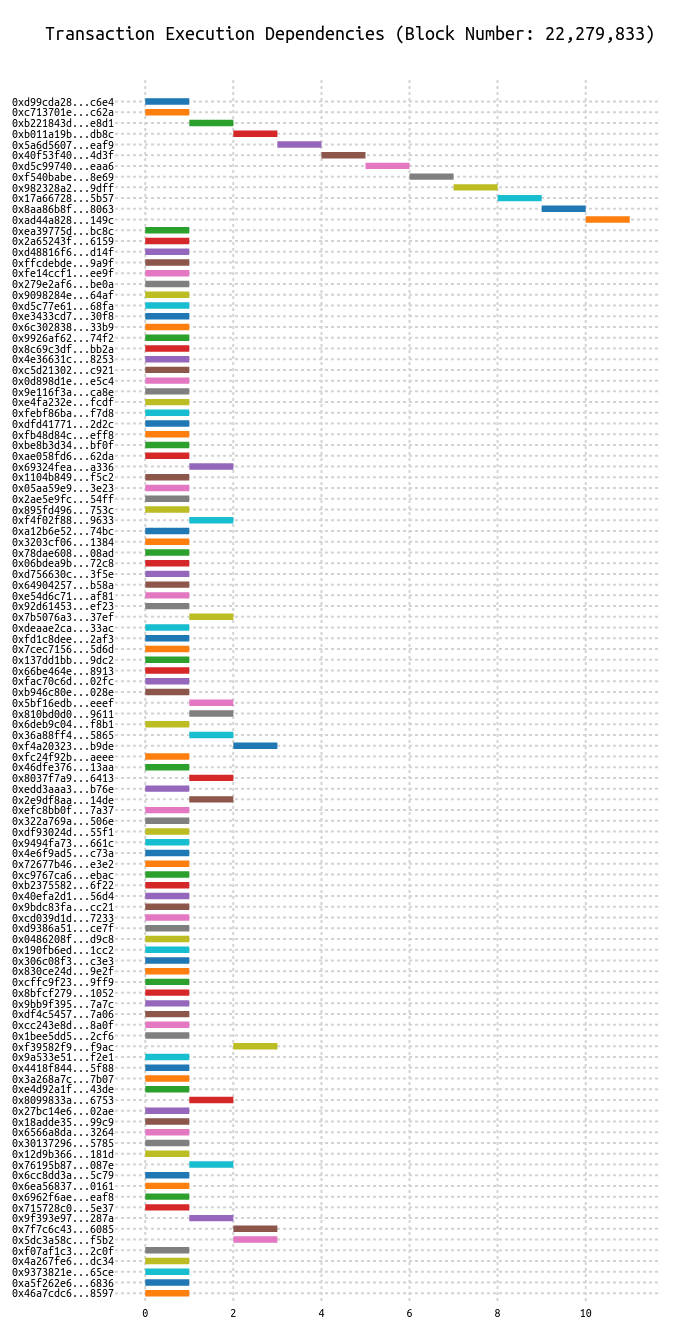 Transaction Execution Dependencies (Block Number: 22,279,833)
0xd99cda28...c6e4
0xc713701e...c62a
0xb221843d...e8d1
0xb011a19b...db8c
0x5a6d5607...eaf9
0x40f53f40...4d3f
0xd5c99740...eaa6
0xf540babe...8e69
0x982328a2...9dff
0x17a66728...5b57
0x8aa86b8f...8063
0xad44a828...149c
0xea39775d...bc8c
0x2a65243f...6159
0xd48816f6...d14f
0xffcdebde...9a9f
0xfe14ccf1...ee9f
0x279e2af6...be0a
0x9098284e...64af
0xd5c77e61...68fa
0xe3433cd7...30f8
0x6c302838...33b9
0x9926af62...74f2
0x8c69c3df...bb2a
0x4e36631c...8253
0xc5d21302...c921
0x0d898d1e...e5c4
0x9e116f3a...ca8e
0xe4fa232e...fcdf
0xfebf86ba...f7d8
0xdfd41771...2d2c
0xfb48d84c...eff8
0xbe8b3d34...bf0f
0xae058fd6...62da
0x69324fea...a336
0x1104b849...f5c2
0x05aa59e9...3e23
0x2ae5e9fc...54ff
0x895fd496...753c
0xf4f02f88...9633
0xa12b6e52...74bc
0x3203cf06...1384
0x78dae608...08ad
0x06bdea9b...72c8
0xd756630c...3f5e
0x64904257...b58a
0xe54d6c71...af81
0x92d61453...ef23
0x7b5076a3...37ef
0xdeaae2ca...33ac
0xfd1c8dee...2af3
0x7cec7156...5d6d
0x137dd1bb...9dc2
0x66be464e...8913
0xfac70c6d...02fc
0xb946c80e...028e
0x5bf16edb...eeef
0x810bd0d0...9611
0x6deb9c04...f8b1
0x36a88ff4...5865
0xf4a20323...b9de
0xfc24f92b...aeee
0x46dfe376...13aa
0x8037f7a9...6413
0xedd3aaa3...b76e
0x2e9df8aa...14de
0xefc8bb0f...7a37
0x322a769a...506e
0xdf93024d...55f1
0x9494fa73...661c
0x4e6f9ad5...c73a
0x72677b46...e3e2
0xc9767ca6...ebac
0xb2375582...6f22
0x40efa2d1...56d4
0x9bdc83fa...cc21
0xcd039d1d...7233
0xd9386a51...ce7f
0x0486208f...d9c8
0x190fb6ed...1cc2
0x306c08f3...c3e3
0x830ce24d...9e2f
0xcffc9f23...9ff9
0x8bfcf279...1052
0x9bb9f395...7a7c
0xdf4c5457...7a06
0xcc243e8d...8a0f
0x1bee5dd5...2cf6
0xf39582f9...f9ac
0x9a533e51...f2e1
0x4418f844...5f88
0x3a268a7c...7b07
0xe4d92a1f...43de
0x8099833a...6753
0x27bc14e6...02ae
0x18adde35...99c9
0x6566a8da...3264
0x30137296...5785
0x12d9b366...181d
0x76195b87...087e
0x6cc8dd3a...5c79
0x6ea56837...0161
0x6962f6ae...eaf8
0x715728c0...5e37
0x9f393e97...287a
0x7f7c6c43...6085
0x5dc3a58c...f5b2
0xf07af1c3...2c0f
0x4a267fe6...dc34
0x9373821e...65ce
0xa5f262e6...6836
0x46a7cdc6...8597
0 2 4 6 8 10